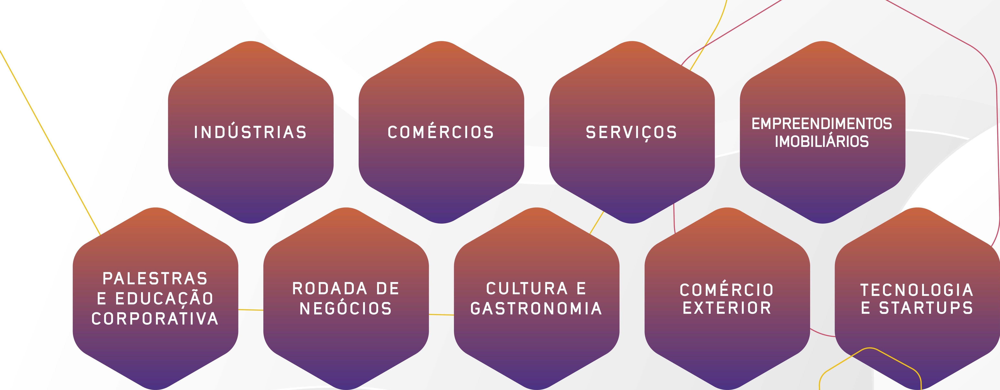 INDÚSTRIAS
COMÉRCIOS
SERVIÇOS
EMPREENDIMENTOS
IMOBILIÁRIOS
PALESTRAS
E EDUCAÇÃO
CORPORATIVA
RODADA DE
NEGÓCIOS
CULTURA E
GASTRONOMIA
COMÉRCIO
EXTERIOR
TECNOLOGIA
E STARTUPS